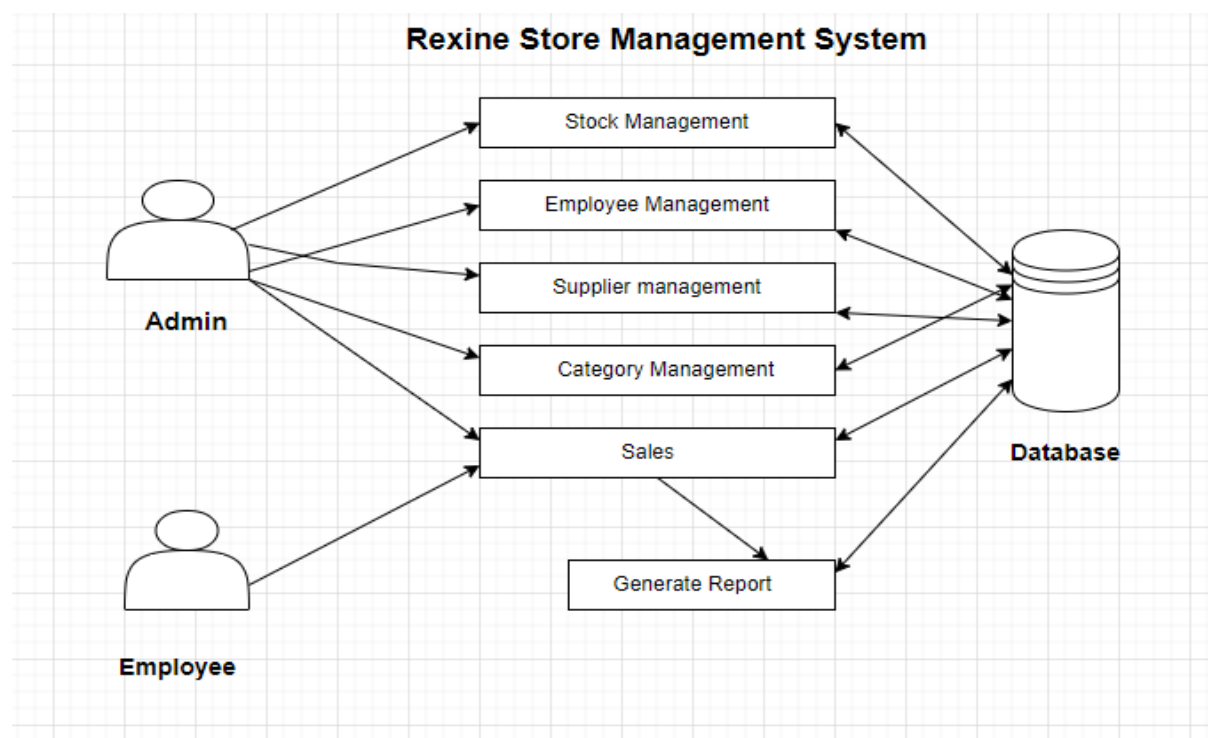 Rexine Store Management System
Stock Management
Employee Management
Supplier management
Category Management
Sales
Generate Report
Admin
Employee
Database